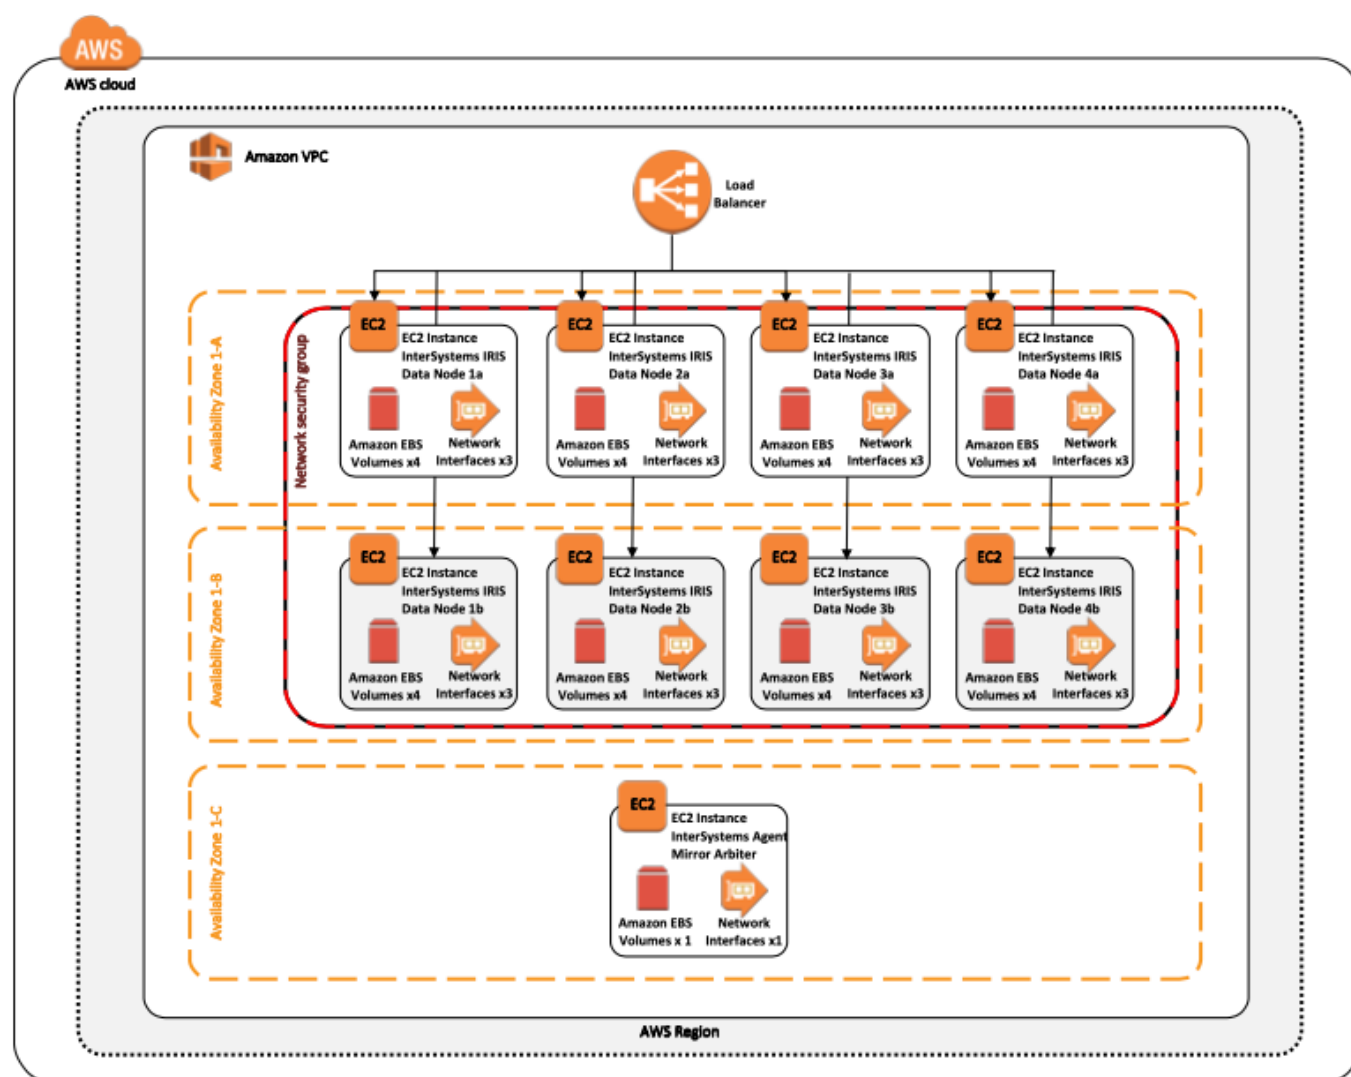 AWS
AWS cloud
Amazon VPC
Load
Balancer
Availability Zone 1-A
Network security group
EC2
EC2 Instance
InterSystems IRIS
Data Node 1a
Amazon EBS
Volumes x4
Network
Interfaces x3
EC2
EC2 Instance
InterSystems IRIS
Data Node 2a
Amazon EBS
Volumes x4
Network
Interfaces x3
EC2
EC2 Instance
InterSystems IRIS
Data Node 3a
Amazon EBS
Volumes x4
Network
Interfaces x3
EC2
EC2 Instance
InterSystems IRIS
Data Node 4a
Amazon EBS
Volumes x4
Network
Interfaces x3
Availability Zone 1-B
EC2
EC2 Instance
InterSystems IRIS
Data Node 1b
Amazon EBS
Volumes x4
Network
Interfaces x3
EC2
EC2 Instance
InterSystems IRIS
Data Node 2b
Amazon EBS
Volumes x4
Network
Interfaces x3
EC2
EC2 Instance
InterSystems IRIS
Data Node 3b
Amazon EBS
Volumes x4
Network
Interfaces x3
EC2
EC2 Instance
InterSystems IRIS
Data Node 4b
Amazon EBS
Volumes x4
Network
Interfaces x3
Availability Zone 1-C
EC2
EC2 Instance
InterSystems Agent
Mirror Arbiter
Amazon EBS
Volumes x 1
Network
Interfaces x1
AWS Region